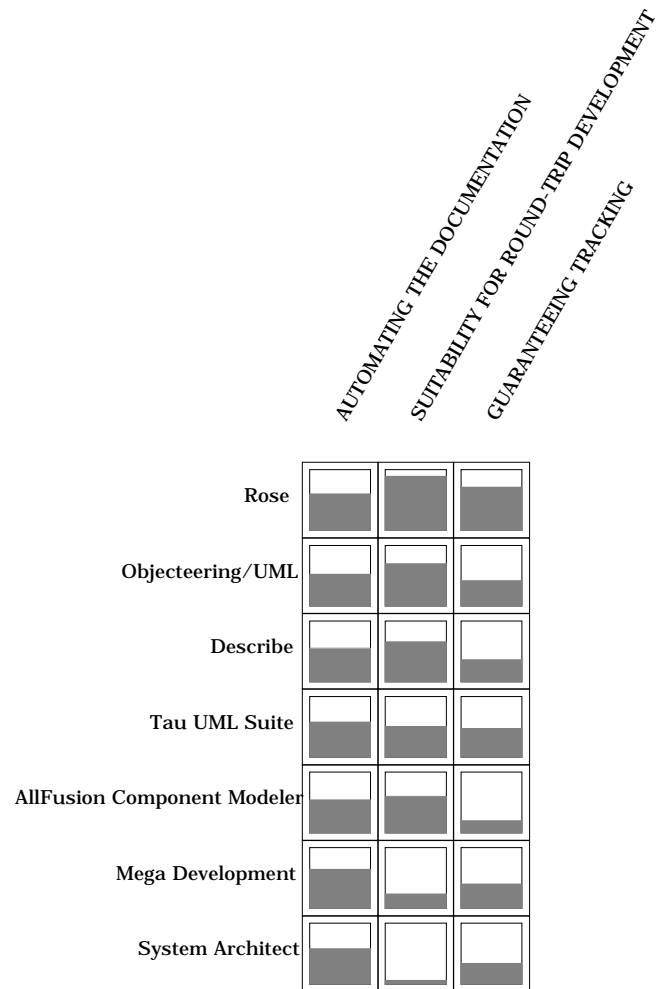 AUTOMATING THE DOCUMENTATION
SUITABILITY FOR ROUND-TRIP DEVELOPMENT
GUARANTEEING TRACKING
Rose
Objecteering/UML
Describe
Tau UML Suite
AllFusion Component Modeler
Mega Development
System Architect